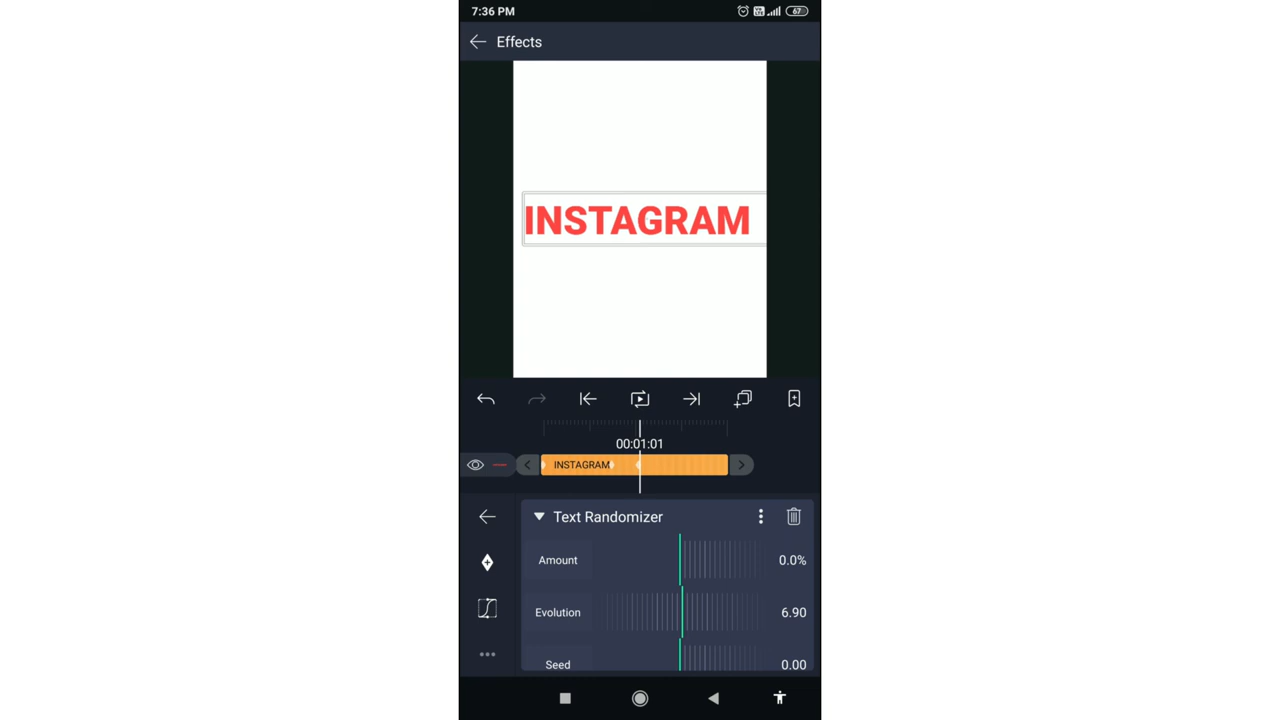 7:36 PM
67
Effects
INSTAGRAM
00:01:01
INSTAGRAM
Text Randomizer
Amount 0.0%
Evolution 6.90
Seed 0.00